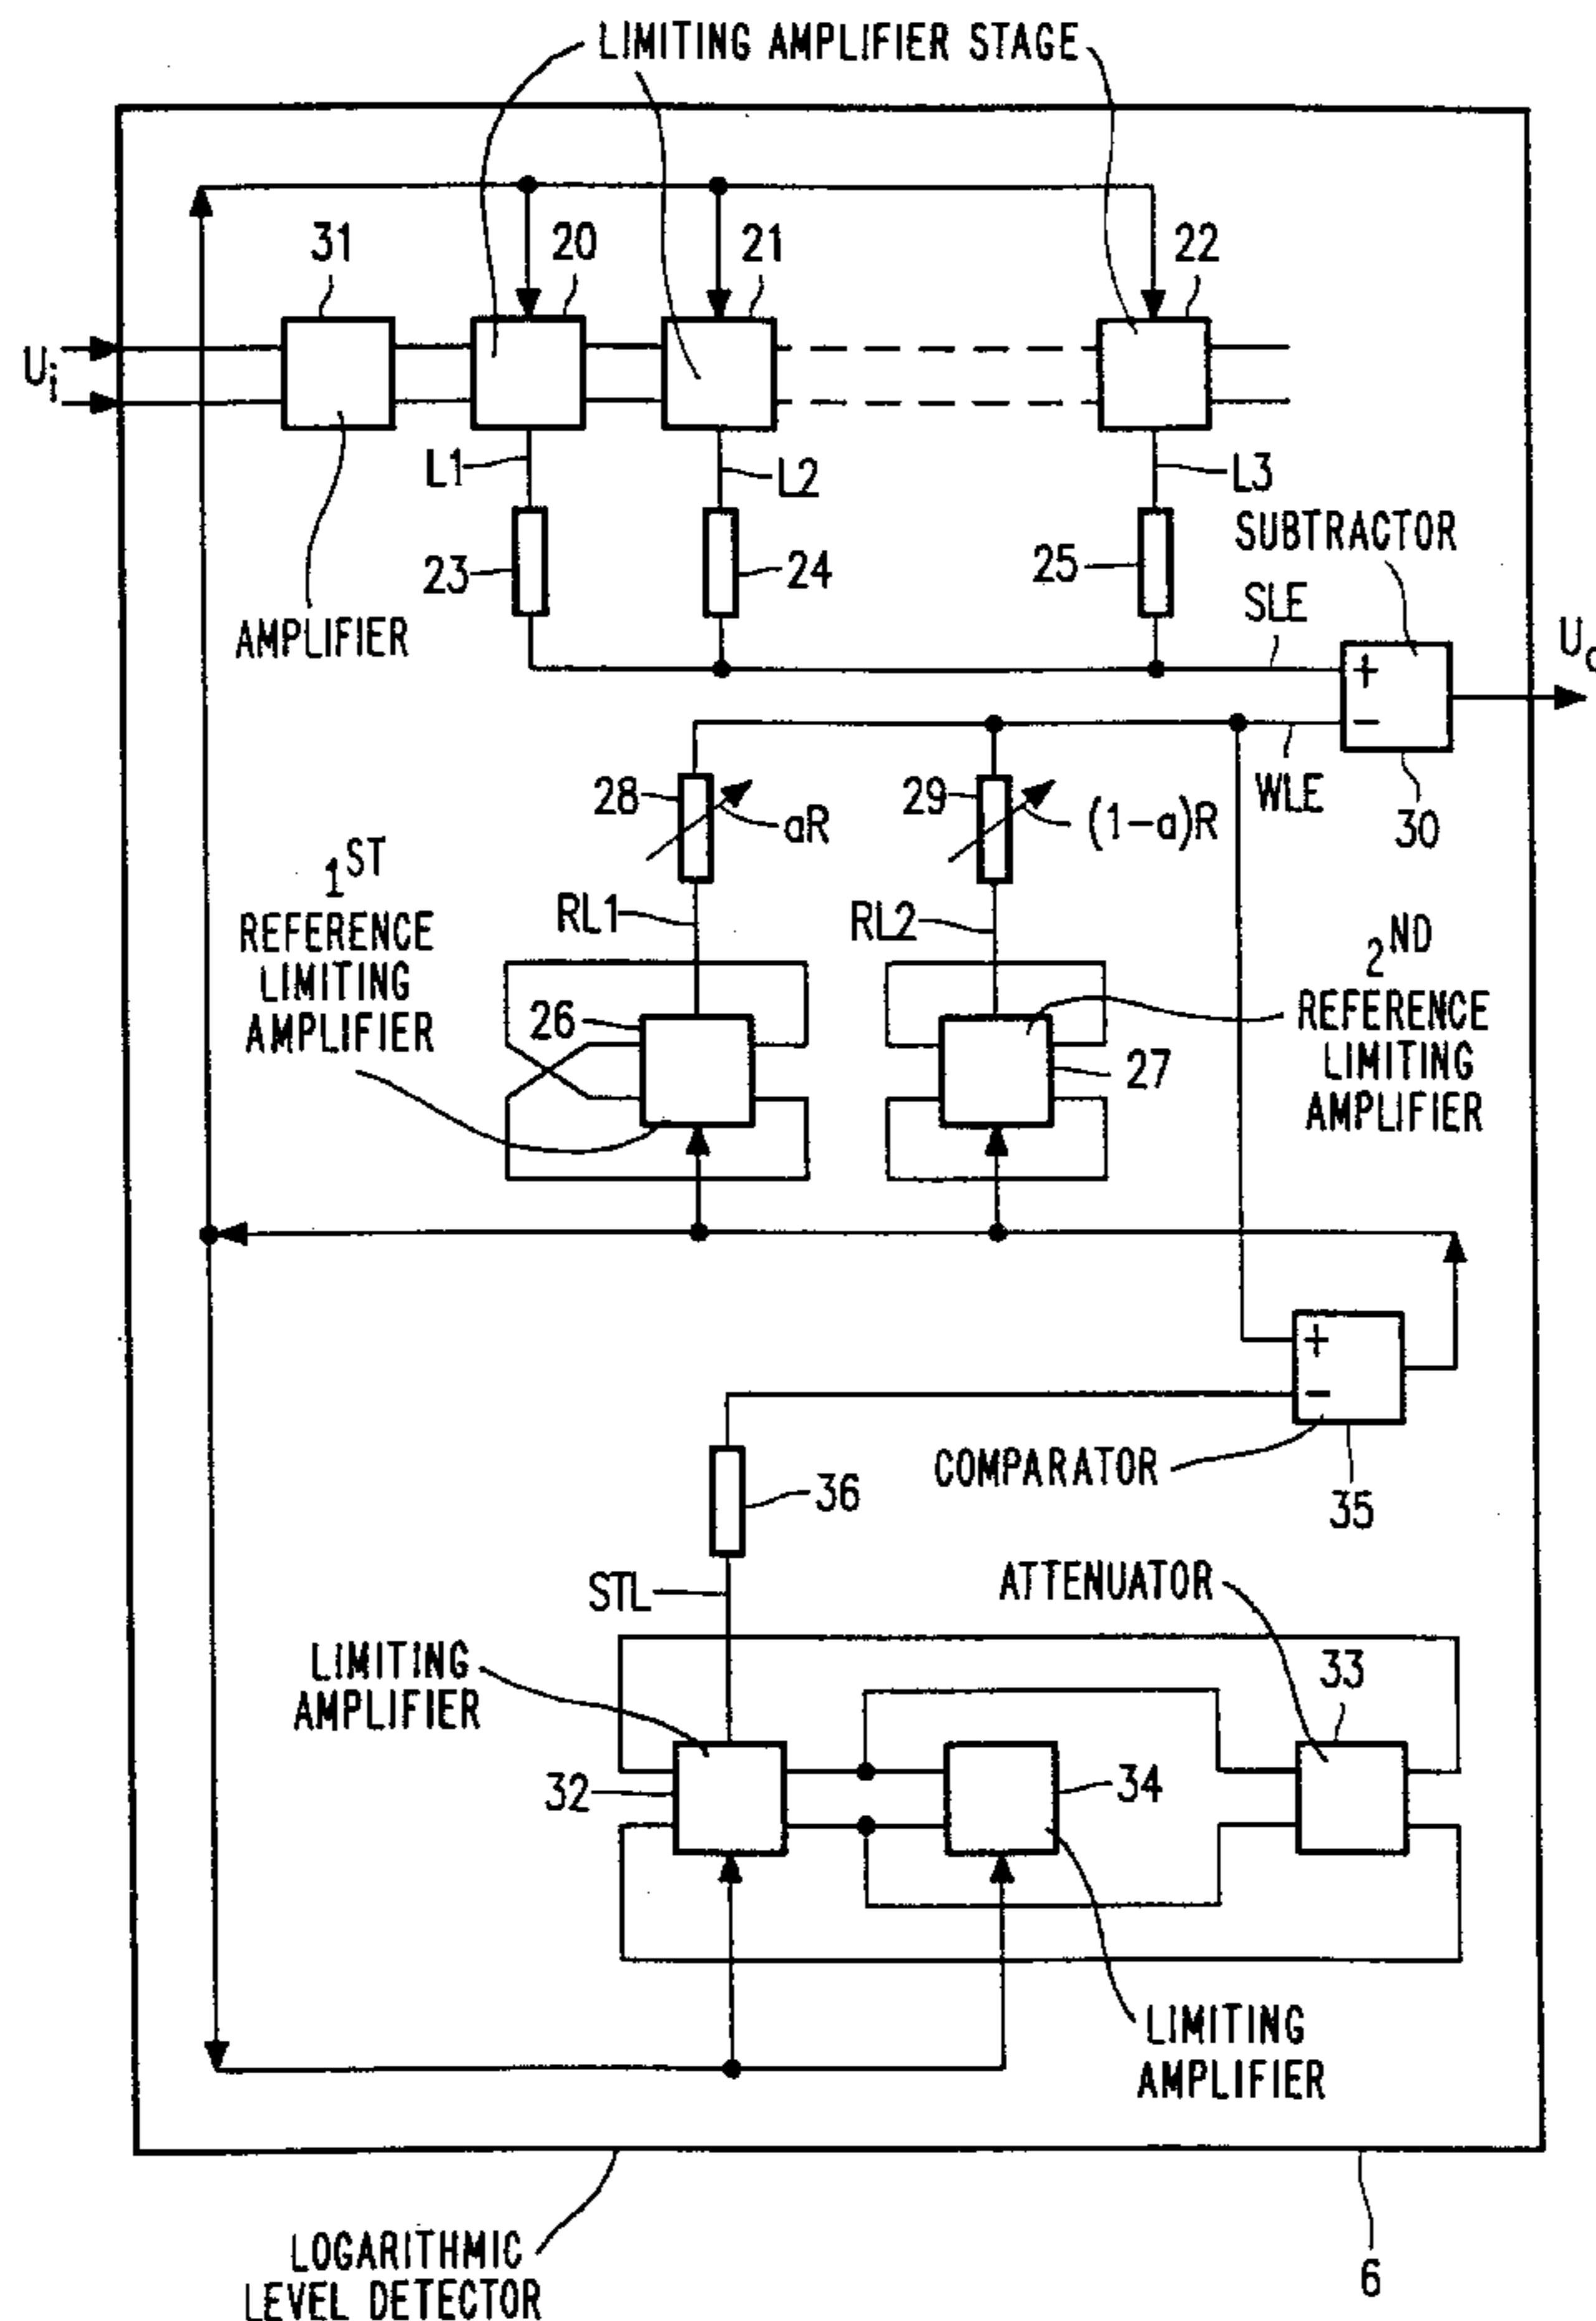 LIMITING AMPLIFIER STAGE
31
20
21
22
Ui
L1
L2
L3
SUBTRACTOR
23
24
25
SLE
AMPLIFIER
+
-
WLE
30
28
aR
29
(1-a)R
1ST
REFERENCE
LIMITING
AMPLIFIER
RL1
RL2
26
27
2ND
REFERENCE
LIMITING
AMPLIFIER
+
-
COMPARATOR
35
36
STL
ATTENUATOR
LIMITING
AMPLIFIER
33
32
34
LIMITING
AMPLIFIER
LOGARITHMIC
LEVEL DETECTOR
6